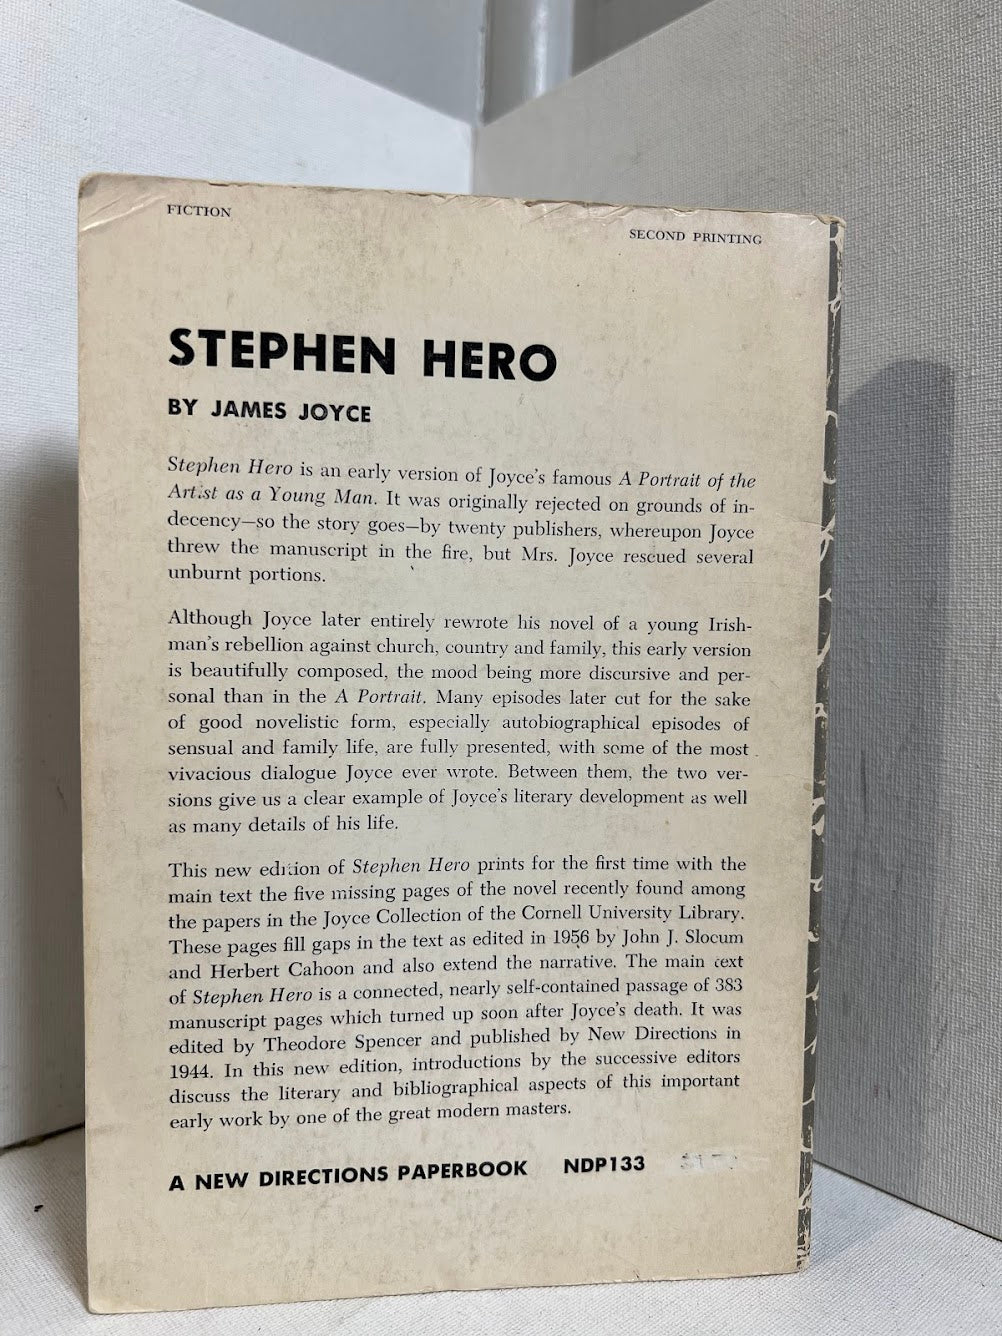 FICTION
SECOND PRINTING
STEPHEN HERO
BY JAMES JOYCE
Stephen Hero is an early version of Joyce's famous A Portrait of the
Artist as a Young Man. It was originally rejected on grounds of in-
decency—so the story goes—by twenty publishers, whereupon Joyce
threw the manuscript in the fire, but Mrs. Joyce rescued several
unburnt portions.
Although Joyce later entirely rewrote his novel of a young Irish-
man's rebellion against church, country and family, this early version
is beautifully composed, the mood being more discursive and per-
sonal than in the A Portrait. Many episodes later cut for the sake
of good novelistic form, especially autobiographical episodes of
sensual and family life, are fully presented, with some of the most
vivacious dialogue Joyce ever wrote. Between them, the two ver-
sions give us a clear example of Joyce's literary development as well
as many details of his life.
This new edition of Stephen Hero prints for the first time with the
main text the five missing pages of the novel recently found among
the papers in the Joyce Collection of the Cornell University Library.
These pages fill gaps in the text as edited in 1956 by John J. Slocum
and Herbert Cahoon and also extend the narrative. The main text
of Stephen Hero is a connected, nearly self-contained passage of 383
manuscript pages which turned up soon after Joyce's death. It was
edited by Theodore Spencer and published by New Directions in
1944. In this new edition, introductions by the successive editors
discuss the literary and bibliographical aspects of this important
early work by one of the great modern masters.
A NEW DIRECTIONS PAPERBOOK NDP133